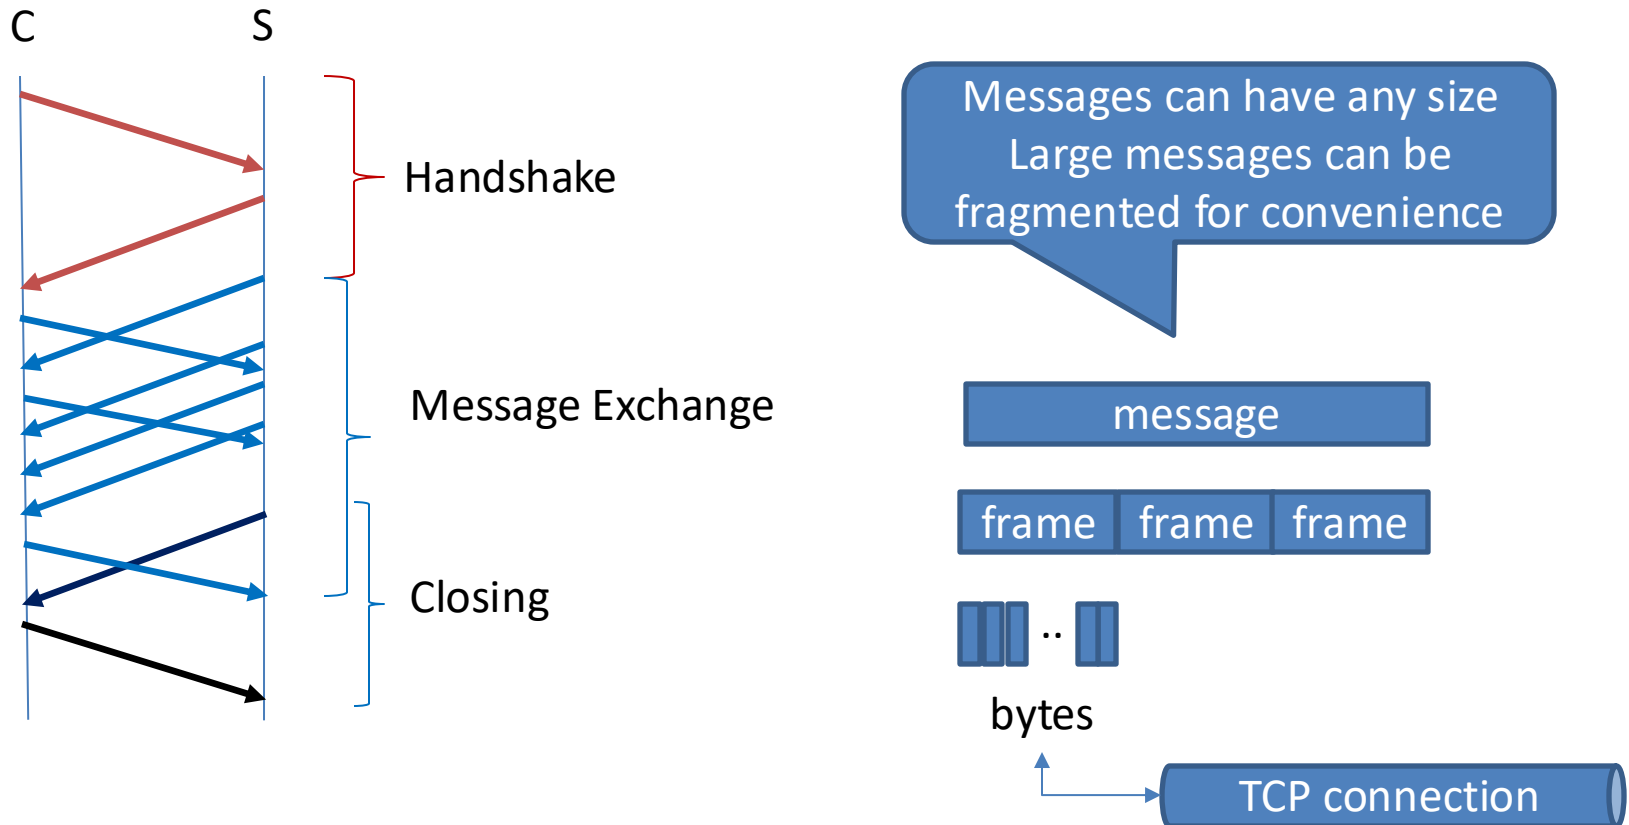 C
S
Handshake
Message Exchange
Closing
Messages can have any size
Large messages can be
fragmented for convenience
message
frame
frame
frame
..
bytes
TCP connection